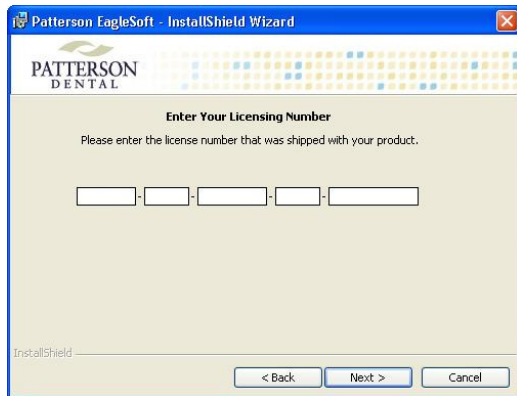 Patterson EagleSoft - InstallShield Wizard
PATTERSON
DENTAL
Enter Your Licensing Number
Please enter the license number that was shipped with your product.
- - - -
InstallShield
< Back Next > Cancel